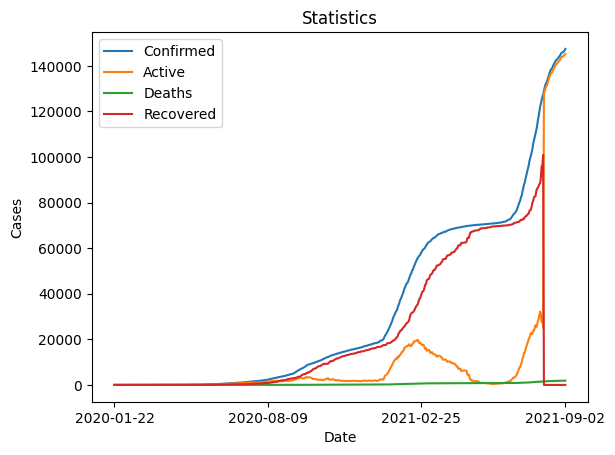 Statistics
Confirmed
Active
Deaths
Recovered
140000
120000
100000
80000
60000
40000
20000
0
Cases
2020-01-22 2020-08-09 2021-02-25 2021-09-02
Date